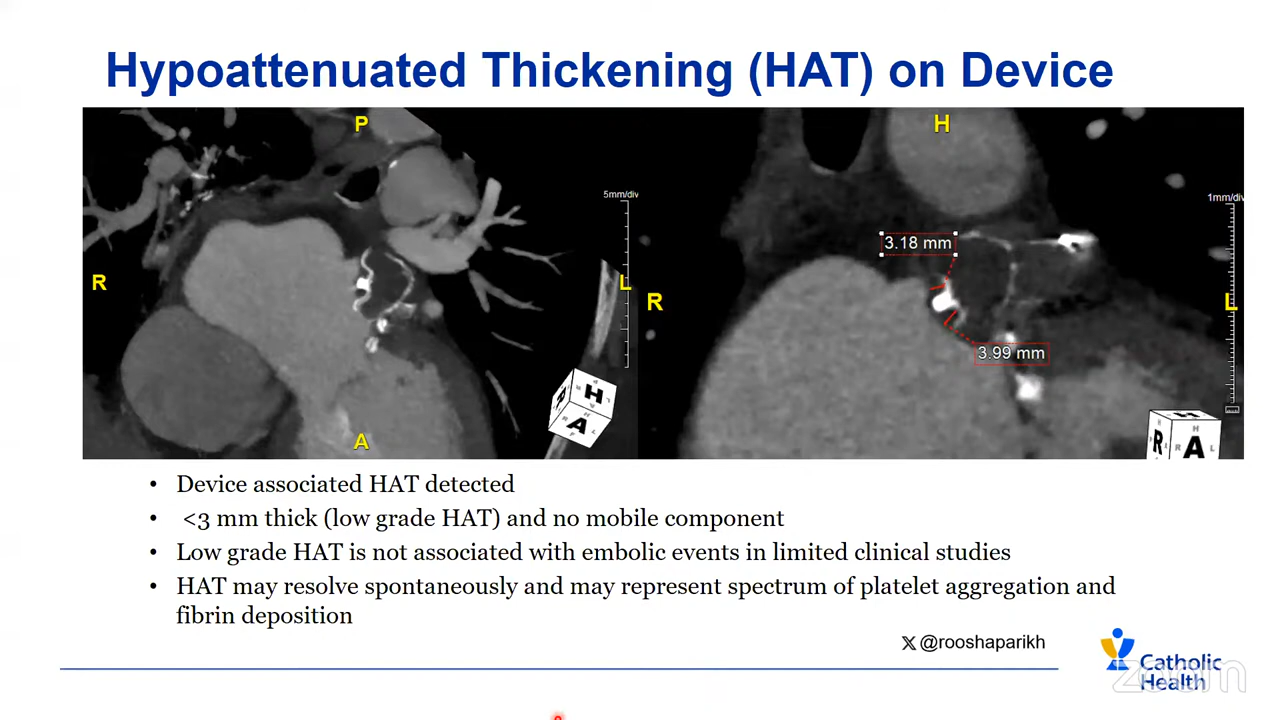 Hypoattenuated Thickening (HAT) on Device
P
R
L
A
5mm/div
H
A
H
R
L
1mm/div
3.18 mm
3.99 mm
H
R
A
• Device associated HAT detected
• <3 mm thick (low grade HAT) and no mobile component
• Low grade HAT is not associated with embolic events in limited clinical studies
• HAT may resolve spontaneously and may represent spectrum of platelet aggregation and
fibrin deposition
X @rooshaparikh
Catholic
Health
zoom